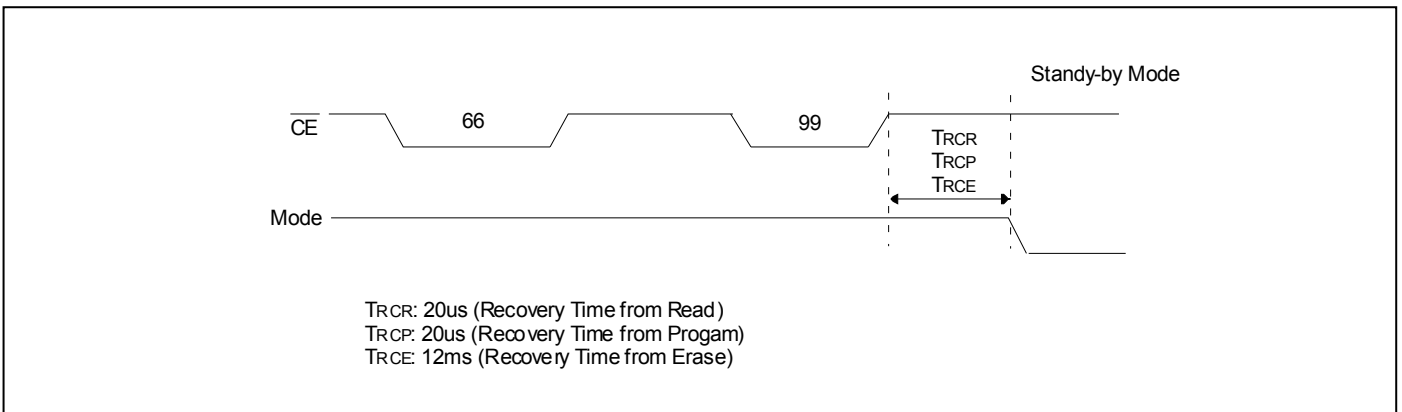 Standy-by Mode
CE
66
99
TRCR
TRCP
TRCE
Mode
TRCR: 20us (Recovery Time from Read)
TRCP: 20us (Recovery Time from Progam)
TRCE: 12ms (Recovery Time from Erase)